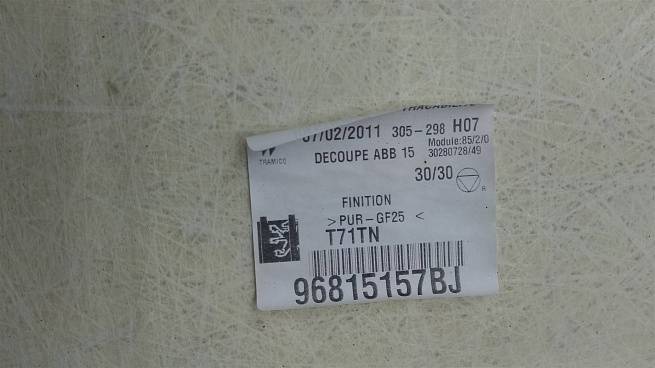 TRACABILITE
07/02/2011 305-298 H07
Module:85/2/0
TRAMICO
DECOUPE ABB 15 30280728/49
30/30
R
FINITION
>PUR-GF25<
T71TN
96815157BJ